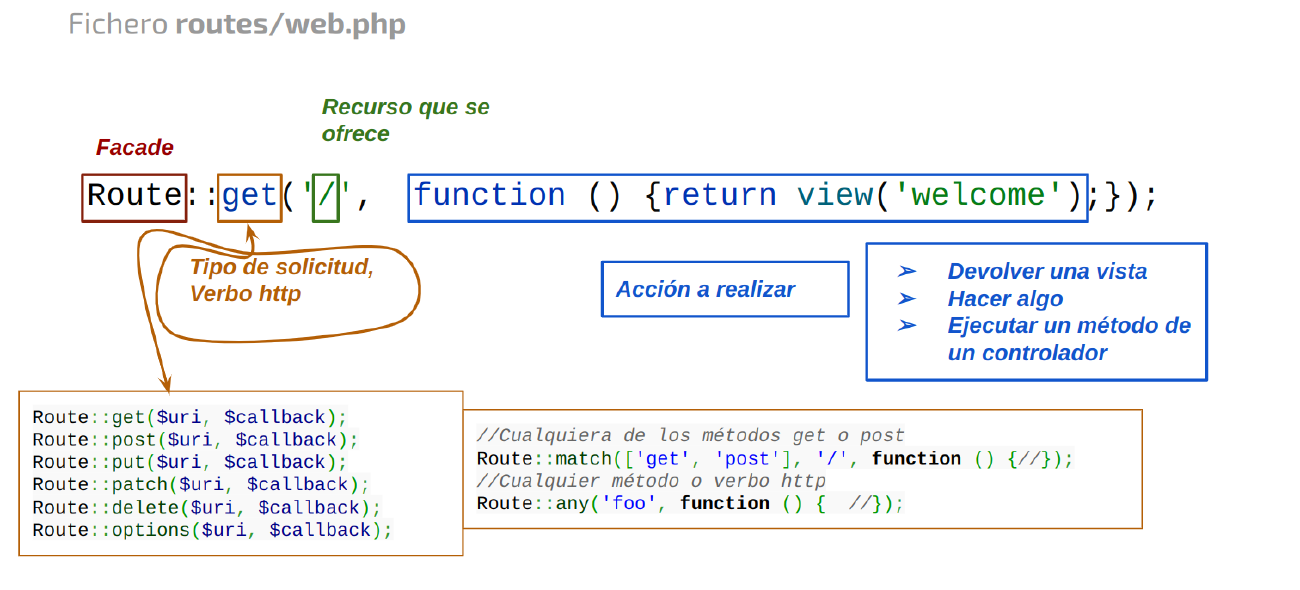 Fichero routes/web.php
Recurso que se
ofrece
Facade
Route::get('/', function () {return view('welcome');});
Tipo de solicitud,
Verbo http
Acción a realizar
➢ Devolver una vista
➢ Hacer algo
➢ Ejecutar un método de
un controlador
Route::get($uri, $callback);
Route::post($uri, $callback);
Route::put($uri, $callback);
Route::patch($uri, $callback);
Route::delete($uri, $callback);
Route::options($uri, $callback);
//Cualquiera de los métodos get o post
Route::match(['get', 'post'], '/', function () {//});
//Cualquier método o verbo http
Route::any('foo', function () { //});